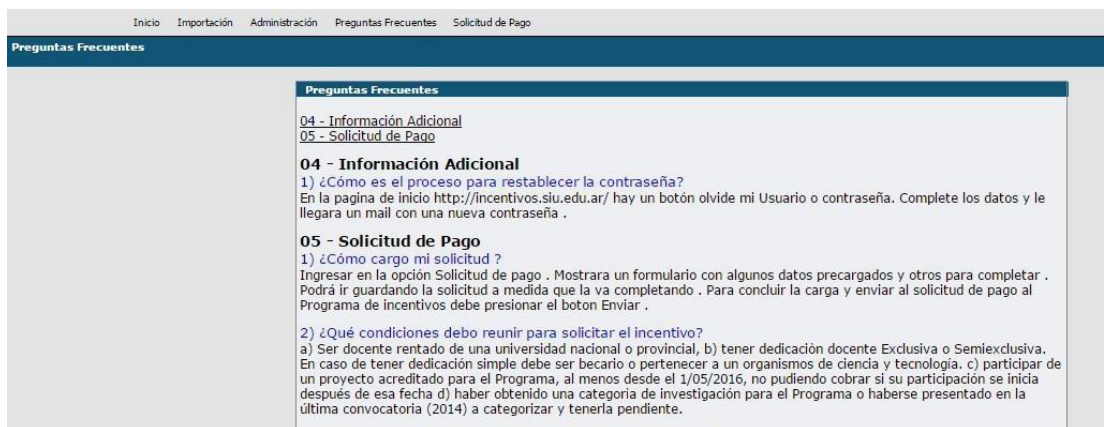 Inicio Importación Administración Preguntas Frecuentes Solicitud de Pago
Preguntas Frecuentes
Preguntas Frecuentes
04 - Información Adicional
05 - Solicitud de Pago
04 - Información Adicional
1) ¿Cómo es el proceso para restablecer la contraseña?
En la pagina de inicio http://incentivos.siu.edu.ar/ hay un botón olvide mi Usuario o contraseña. Complete los datos y le
llegara un mail con una nueva contraseña .
05 - Solicitud de Pago
1) ¿Cómo cargo mi solicitud ?
Ingresar en la opción Solicitud de pago . Mostrara un formulario con algunos datos precargados y otros para completar .
Podrá ir guardando la solicitud a medida que la va completando . Para concluir la carga y enviar al solicitud de pago al
Programa de incentivos debe presionar el boton Enviar .
2) ¿Qué condiciones debo reunir para solicitar el incentivo?
a) Ser docente rentado de una universidad nacional o provincial, b) tener dedicaciòn docente Exclusiva o Semiexclusiva.
En caso de tener dedicación simple debe ser becario o pertenecer a un organismos de ciencia y tecnología. c) participar de
un proyecto acreditado para el Programa, al menos desde el 1/05/2016, no pudiendo cobrar si su participación se inicia
después de esa fecha d) haber obtenido una categoria de investigación para el Programa o haberse presentado en la
última convocatoria (2014) a categorizar y tenerla pendiente.